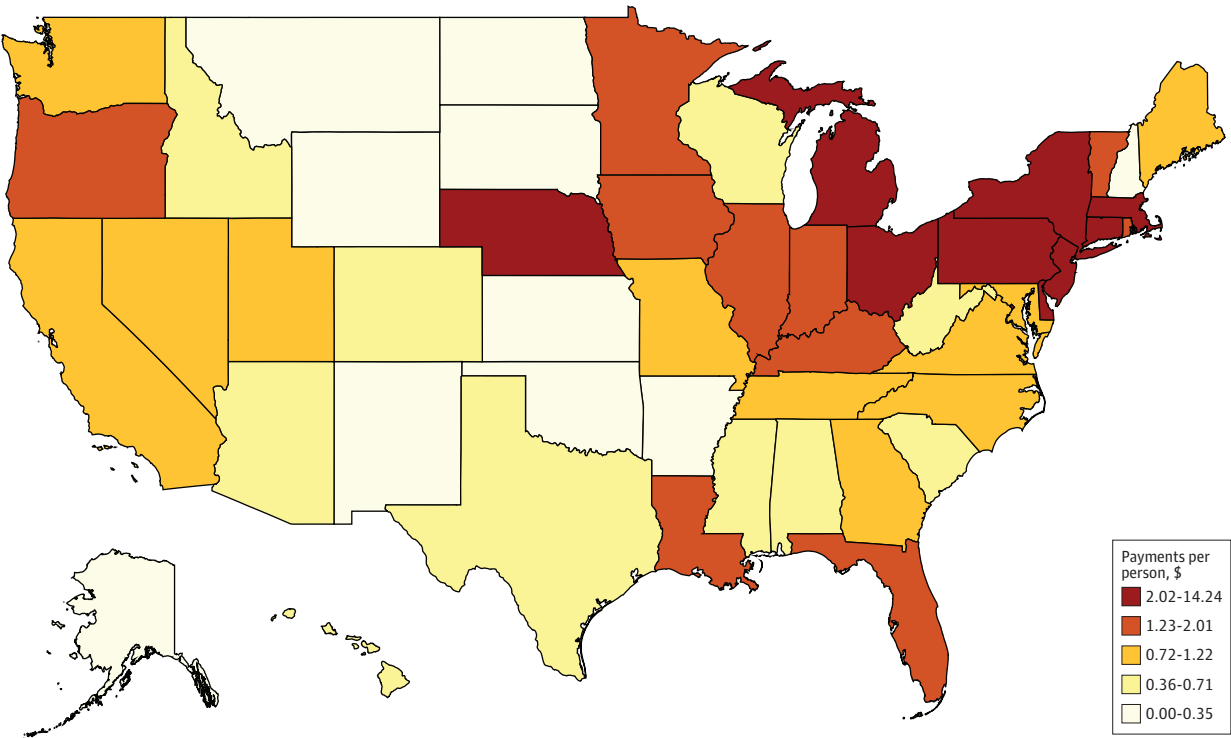 Payments per
person, $
2.02-14.24
1.23-2.01
0.72-1.22
0.36-0.71
0.00-0.35